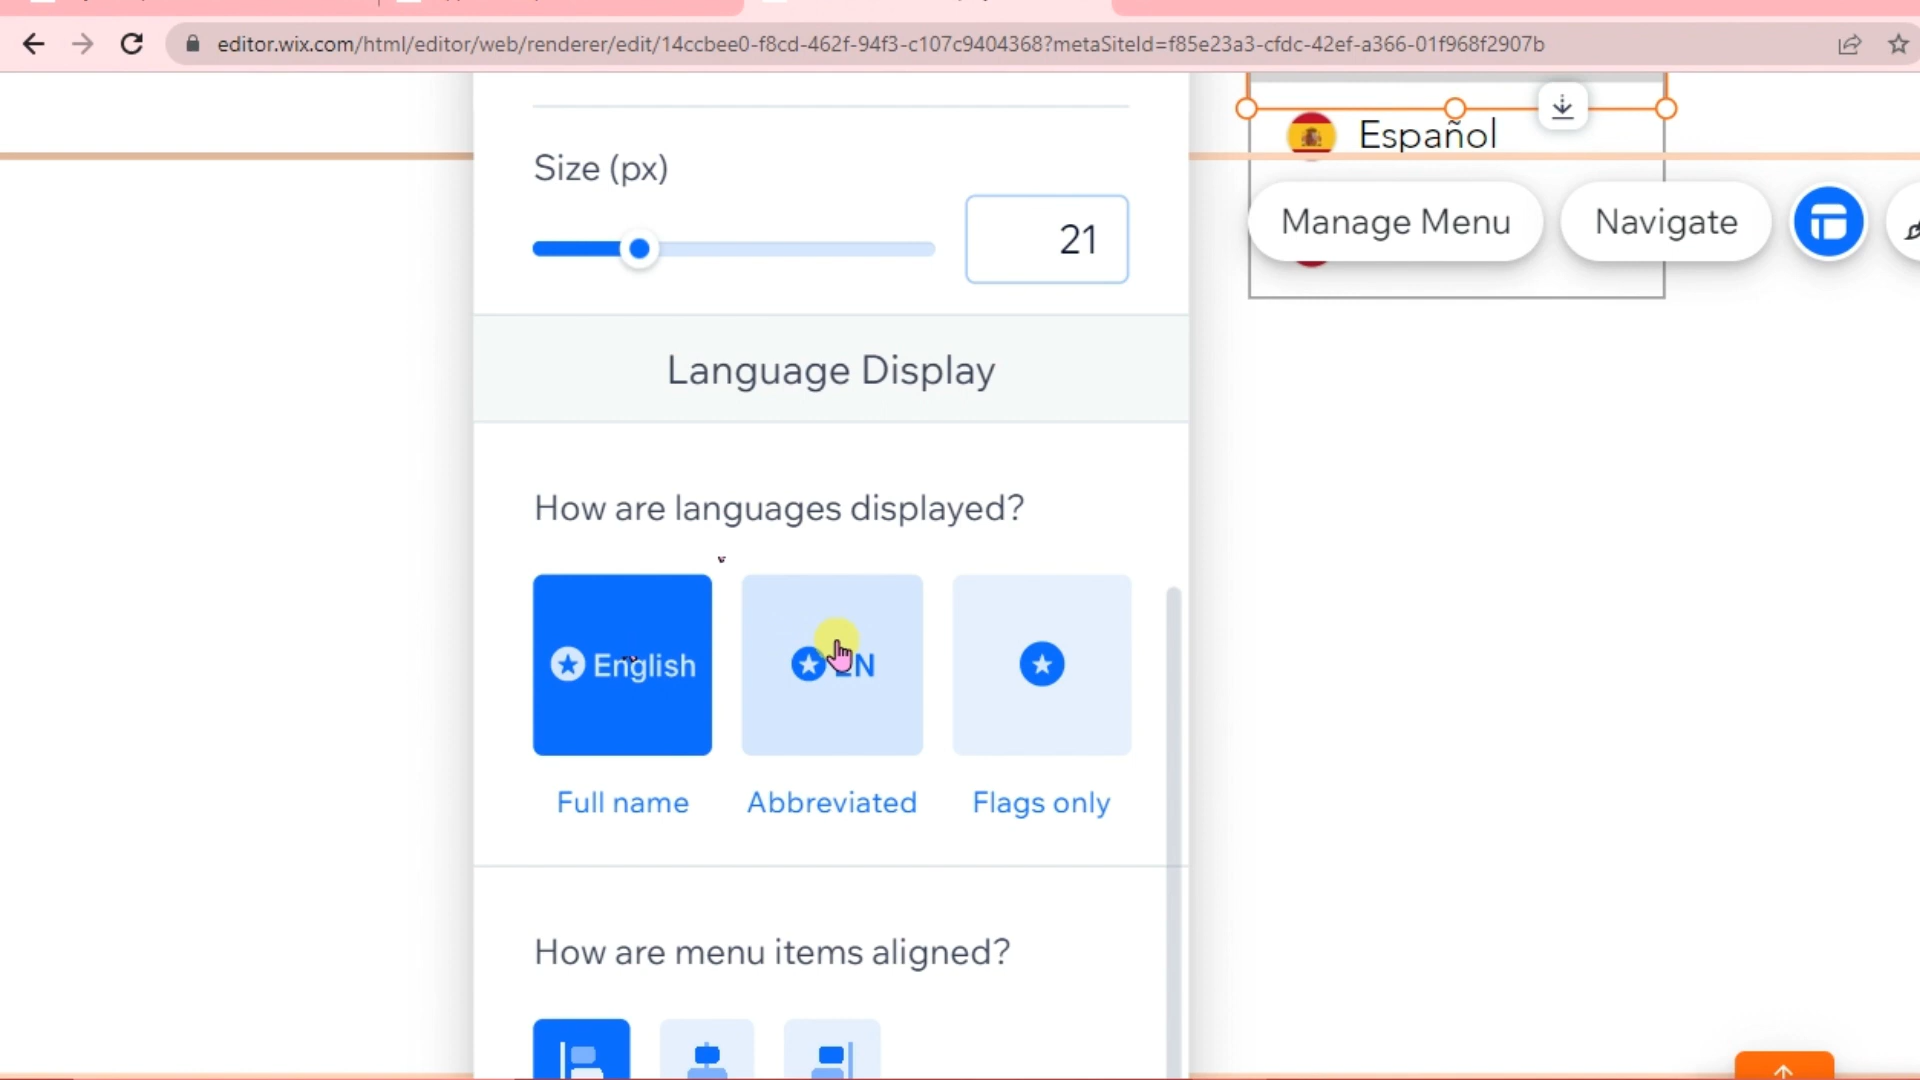 editor.wix.com/html/editor/web/renderer/edit/14ccbee0-f8cd-462f-94f3-c107c9404368?metaSiteId=f85e23a3-cfdc-42ef-a366-01f968f2907b
Español
Size (px)
21
Manage Menu
Navigate
Language Display
How are languages displayed?
English
EN
Full name
Abbreviated
Flags only
How are menu items aligned?